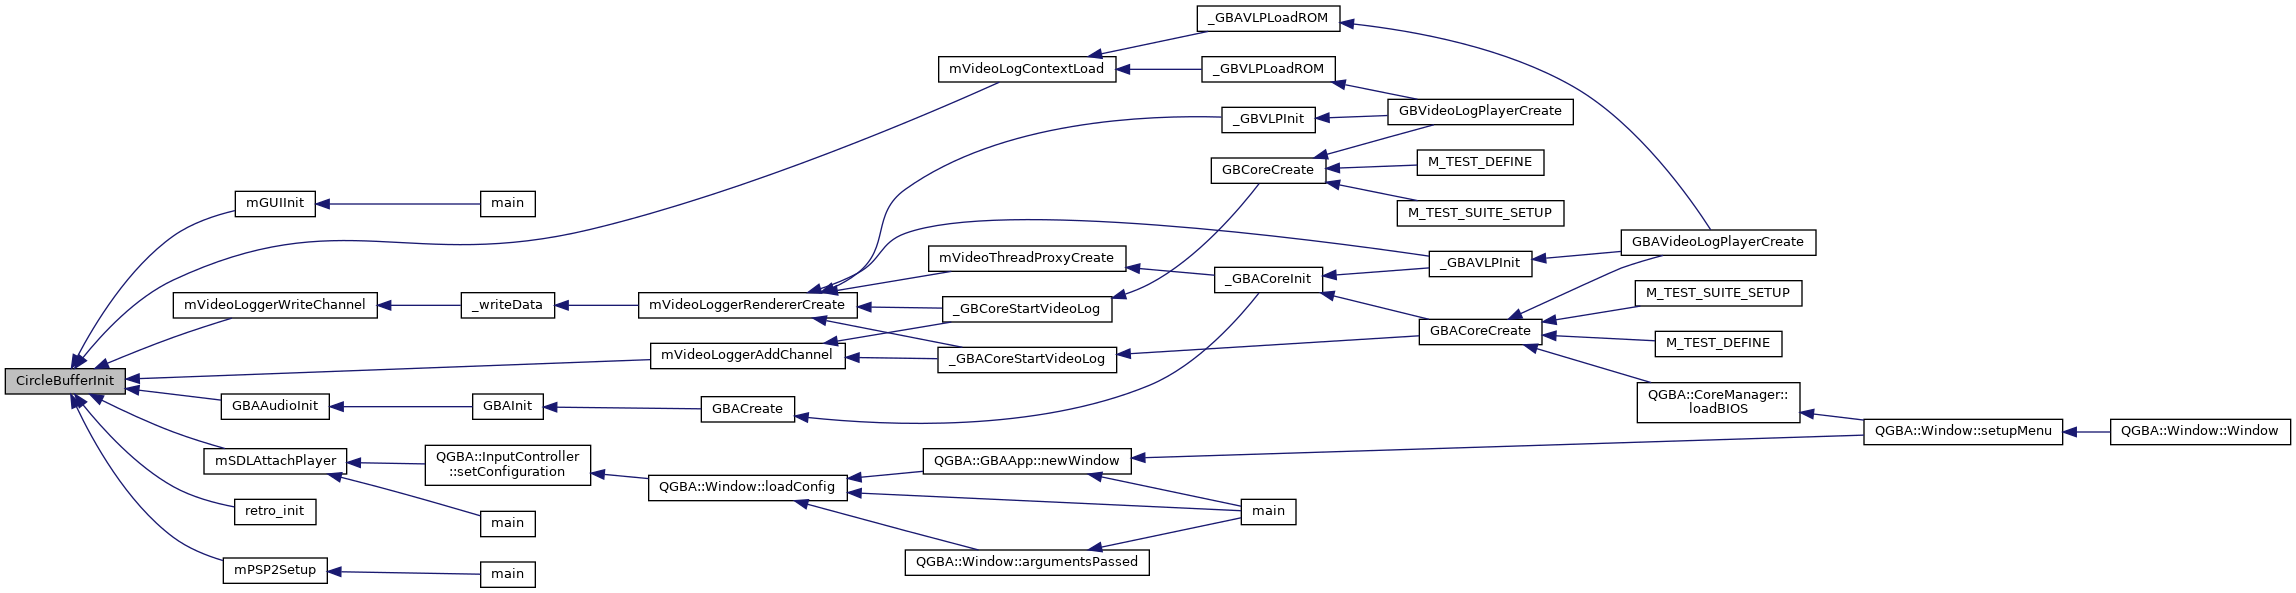 _GBAVLPLoadROM
mVideoLogContextLoad
_GBVLPLoadROM
GBVideoLogPlayerCreate
_GBVLPInit
GBCoreCreate
M_TEST_DEFINE
M_TEST_SUITE_SETUP
mGUIInit
main
GBAVideoLogPlayerCreate
mVideoThreadProxyCreate
_GBAVLPInit
_GBACoreInit
mVideoLoggerWriteChannel
_writeData
mVideoLoggerRendererCreate
_GBCoreStartVideoLog
M_TEST_SUITE_SETUP
GBACoreCreate
M_TEST_DEFINE
mVideoLoggerAddChannel
_GBACoreStartVideoLog
CircleBufferInit
QGBA::CoreManager::
loadBIOS
GBAAudioInit
GBAInit
GBACreate
QGBA::Window::setupMenu
QGBA::Window::Window
mSDLAttachPlayer
QGBA::InputController
::setConfiguration
QGBA::GBAApp::newWindow
QGBA::Window::loadConfig
retro_init
main
main
QGBA::Window::argumentsPassed
mPSP2Setup
main